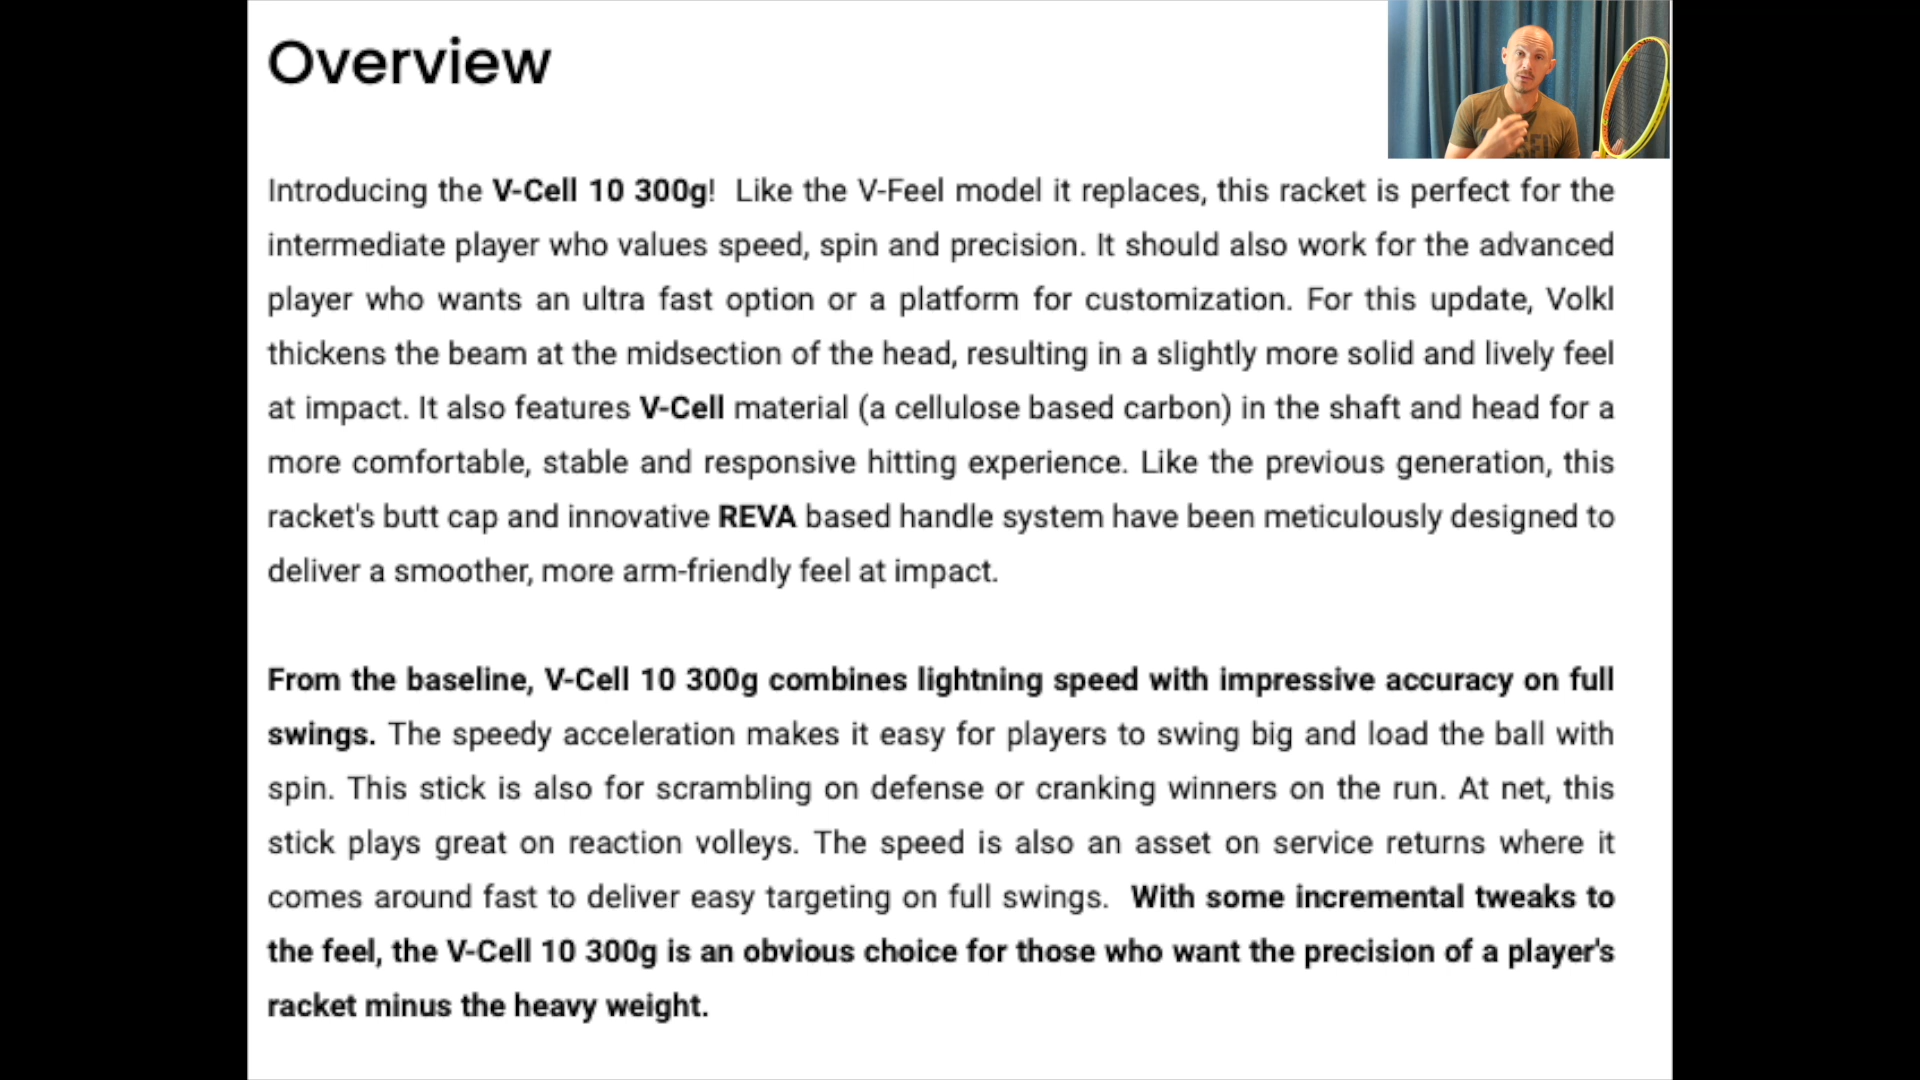 Overview
Introducing the V-Cell 10 300g! Like the V-Feel model it replaces, this racket is perfect for the
intermediate player who values speed, spin and precision. It should also work for the advanced
player who wants an ultra fast option or a platform for customization. For this update, Volkl
thickens the beam at the midsection of the head, resulting in a slightly more solid and lively feel
at impact. It also features V-Cell material (a cellulose based carbon) in the shaft and head for a
more comfortable, stable and responsive hitting experience. Like the previous generation, this
racket's butt cap and innovative REVA based handle system have been meticulously designed to
deliver a smoother, more arm-friendly feel at impact.
From the baseline, V-Cell 10 300g combines lightning speed with impressive accuracy on full
swings. The speedy acceleration makes it easy for players to swing big and load the ball with
spin. This stick is also for scrambling on defense or cranking winners on the run. At net, this
stick plays great on reaction volleys. The speed is also an asset on service returns where it
comes around fast to deliver easy targeting on full swings. With some incremental tweaks to
the feel, the V-Cell 10 300g is an obvious choice for those who want the precision of a player's
racket minus the heavy weight.